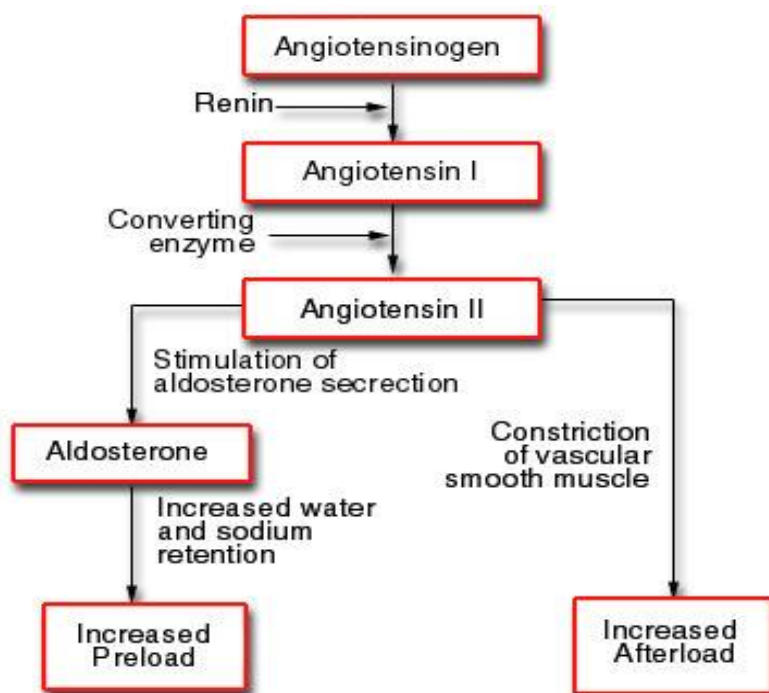 Angiotensinogen
Renin
Angiotensin I
Converting
enzyme
Angiotensin II
Stimulation of
aldosterone secretion
Aldosterone
Constriction
of vascular
smooth muscle
Increased water
and sodium
retention
Increased
Preload
Increased
Afterload